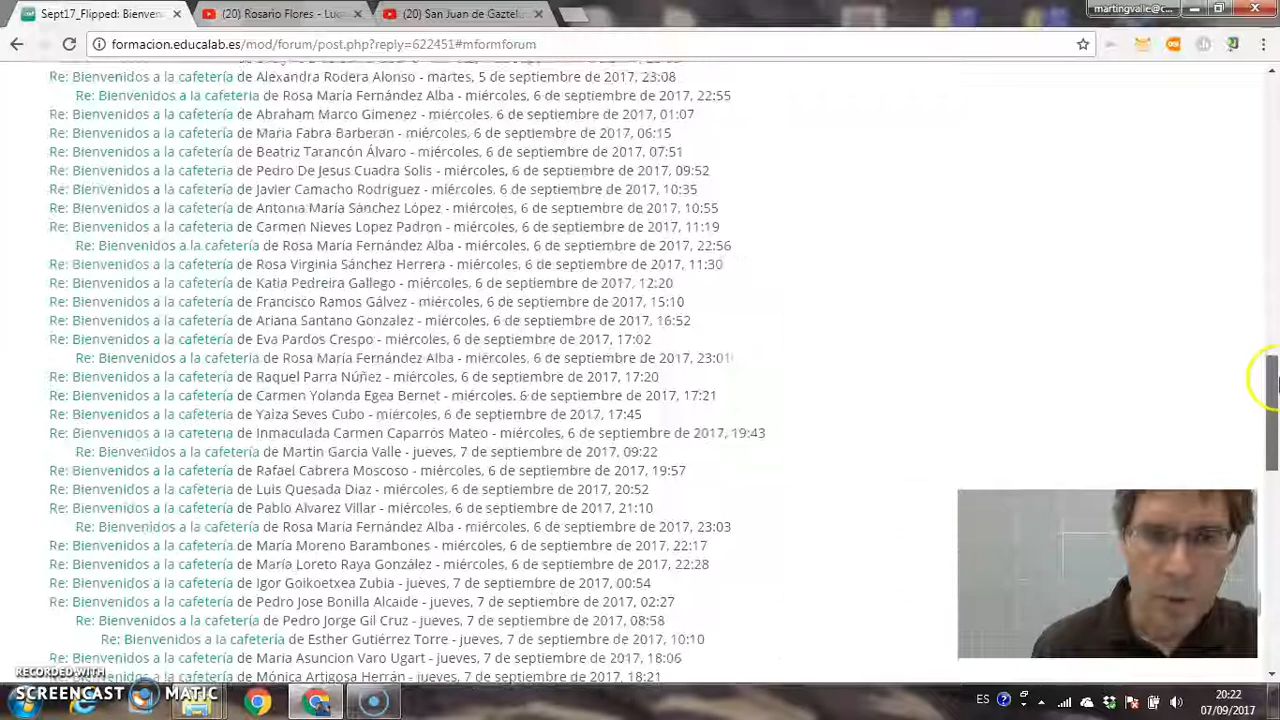 Sept17_Flipped: Bienven
(20) Rosario Flores - Lu
(20) San Juan de Gaztel
martingvalle@c...
formacion.educalab.es/mod/forum/post.php?reply=622451#mformforum
Re: Bienvenidos a la cafetería de Alexandra Rodera Alonso - martes, 5 de septiembre de 2017, 23:08
Re: Bienvenidos a la cafetería de Rosa María Fernández Alba - miércoles, 6 de septiembre de 2017, 22:55
Re: Bienvenidos a la cafetería de Abraham Marco Gimenez - miércoles, 6 de septiembre de 2017, 01:07
Re: Bienvenidos a la cafetería de Maria Fabra Barberan - miércoles, 6 de septiembre de 2017, 06:15
Re: Bienvenidos a la cafetería de Beatriz Tarancón Álvaro - miércoles, 6 de septiembre de 2017, 07:51
Re: Bienvenidos a la cafetería de Pedro De Jesus Cuadra Solis - miércoles, 6 de septiembre de 2017, 09:52
Re: Bienvenidos a la cafetería de Javier Camacho Rodríguez - miércoles, 6 de septiembre de 2017, 10:35
Re: Bienvenidos a la cafetería de Antonia María Sánchez López - miércoles, 6 de septiembre de 2017, 10:55
Re: Bienvenidos a la cafetería de Carmen Nieves Lopez Padron - miércoles, 6 de septiembre de 2017, 11:19
Re: Bienvenidos a la cafetería de Rosa María Fernández Alba - miércoles, 6 de septiembre de 2017, 22:56
Re: Bienvenidos a la cafetería de Rosa Virginia Sánchez Herrera - miércoles, 6 de septiembre de 2017, 11:30
Re: Bienvenidos a la cafetería de Katia Pedreira Gallego - miércoles, 6 de septiembre de 2017, 12:20
Re: Bienvenidos a la cafetería de Francisco Ramos Gálvez - miércoles, 6 de septiembre de 2017, 15:10
Re: Bienvenidos a la cafetería de Ariana Santano Gonzalez - miércoles, 6 de septiembre de 2017, 16:52
Re: Bienvenidos a la cafetería de Eva Pardos Crespo - miércoles, 6 de septiembre de 2017, 17:02
Re: Bienvenidos a la cafetería de Rosa María Fernández Alba - miércoles, 6 de septiembre de 2017, 23:01
Re: Bienvenidos a la cafetería de Raquel Parra Núñez - miércoles, 6 de septiembre de 2017, 17:20
Re: Bienvenidos a la cafetería de Carmen Yolanda Egea Bernet - miércoles, 6 de septiembre de 2017, 17:21
Re: Bienvenidos a la cafetería de Yaiza Seves Cubo - miércoles, 6 de septiembre de 2017, 17:45
Re: Bienvenidos a la cafetería de Inmaculada Carmen Caparrós Mateo - miércoles, 6 de septiembre de 2017, 19:43
Re: Bienvenidos a la cafetería de Martin Garcia Valle - jueves, 7 de septiembre de 2017, 09:22
Re: Bienvenidos a la cafetería de Rafael Cabrera Moscoso - miércoles, 6 de septiembre de 2017, 19:57
Re: Bienvenidos a la cafetería de Luis Quesada Diaz - miércoles, 6 de septiembre de 2017, 20:52
Re: Bienvenidos a la cafetería de Pablo Alvarez Villar - miércoles, 6 de septiembre de 2017, 21:10
Re: Bienvenidos a la cafetería de Rosa María Fernández Alba - miércoles, 6 de septiembre de 2017, 23:03
Re: Bienvenidos a la cafetería de María Moreno Barambones - miércoles, 6 de septiembre de 2017, 22:17
Re: Bienvenidos a la cafetería de María Loreto Raya González - miércoles, 6 de septiembre de 2017, 22:28
Re: Bienvenidos a la cafetería de Igor Goikoetxea Zubia - jueves, 7 de septiembre de 2017, 00:54
Re: Bienvenidos a la cafetería de Pedro Jose Bonilla Alcaide - jueves, 7 de septiembre de 2017, 02:27
Re: Bienvenidos a la cafetería de Pedro Jorge Gil Cruz - jueves, 7 de septiembre de 2017, 08:58
Re: Bienvenidos a la cafetería de Esther Gutiérrez Torre - jueves, 7 de septiembre de 2017, 10:10
Re: Bienvenidos a la cafetería de Maria Asuncion Varo Ugart - jueves, 7 de septiembre de 2017, 18:06
Re: Bienvenidos a la cafetería de Mónica Artigosa Herrán - jueves, 7 de septiembre de 2017, 18:21
RECORDED WITH
SCREENCAST MATIC
ES
20:22
07/09/2017